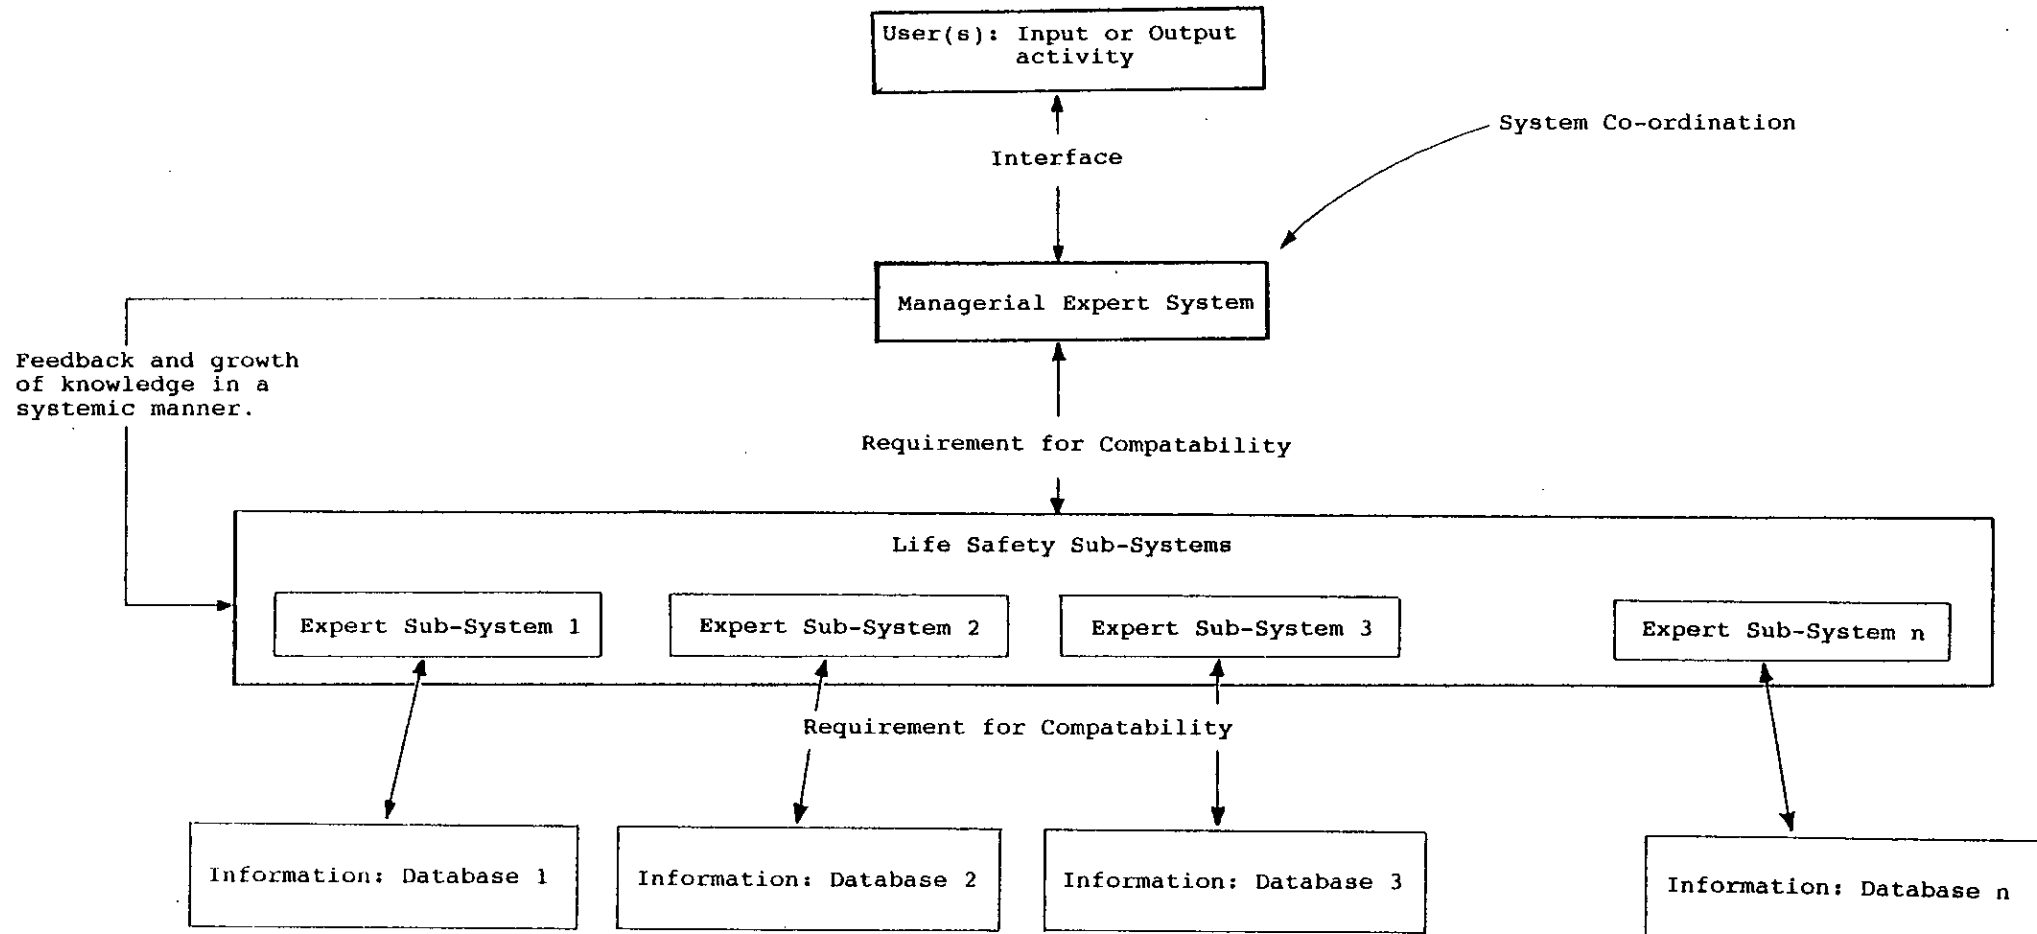 User(s): Input or Output
activity
System Co-ordination
Interface
Managerial Expert System
Feedback and growth
of knowledge in a
systemic manner.
Requirement for Compatability
Life Safety Sub-Systems
Expert Sub-System 1
Expert Sub-System 2
Expert Sub-System 3
Expert Sub-System n
Requirement for Compatability
Information: Database 1
Information: Database 2
Information: Database 3
Information: Database n